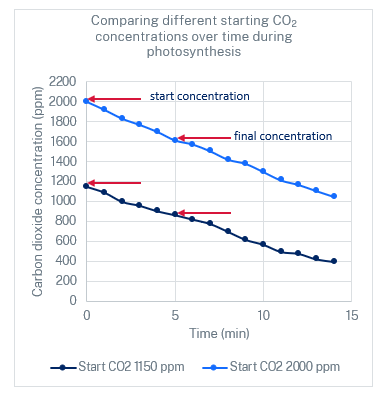 Comparing different starting CO₂
concentrations over time during
photosynthesis
Carbon dioxide concentration (ppm)
2200
2000
1800
1600
1400
1200
1000
800
600
400
200
0
start concentration
final concentration
0 5 10 15
Time (min)
Start CO2 1150 ppm Start CO2 2000 ppm